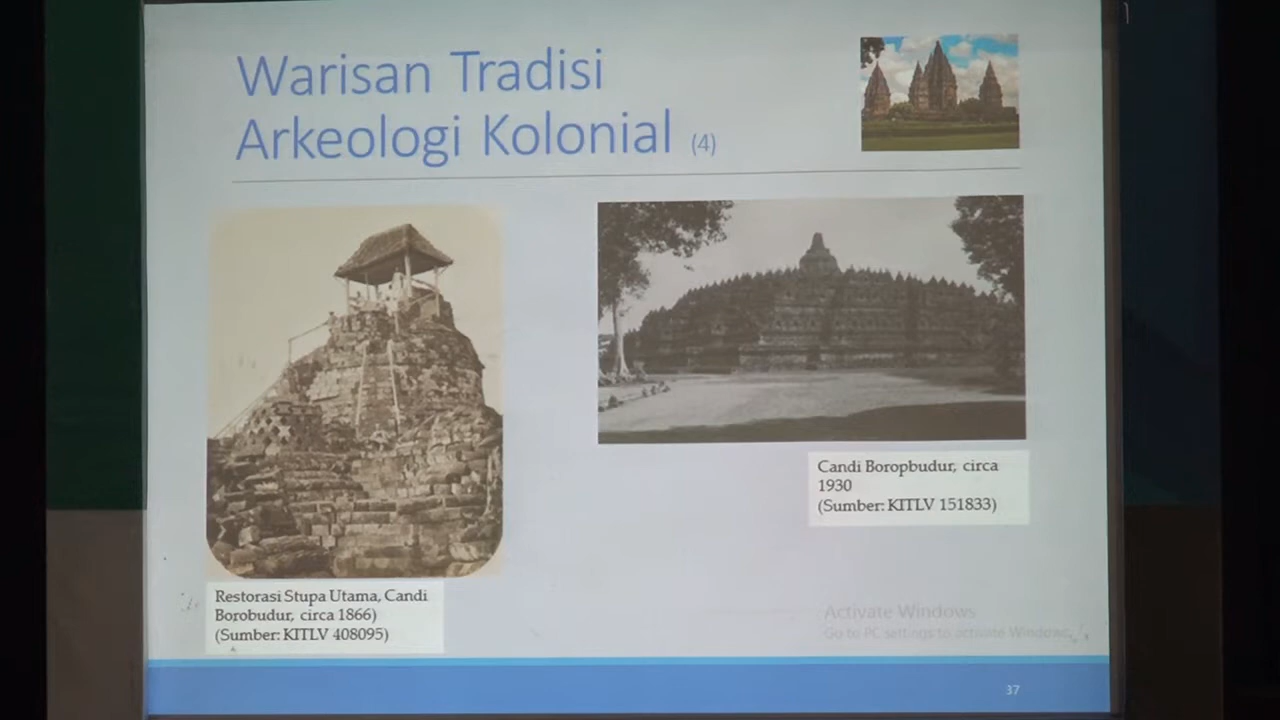 Warisan Tradisi
Arkeologi Kolonial (4)
Candi Boropbudur, circa
1930
(Sumber: KITLV 151833)
Restorasi Stupa Utama, Candi
Borobudur, circa 1866)
(Sumber: KITLV 408095)
Activate Windows
Go to PC settings to activate Windows.
37